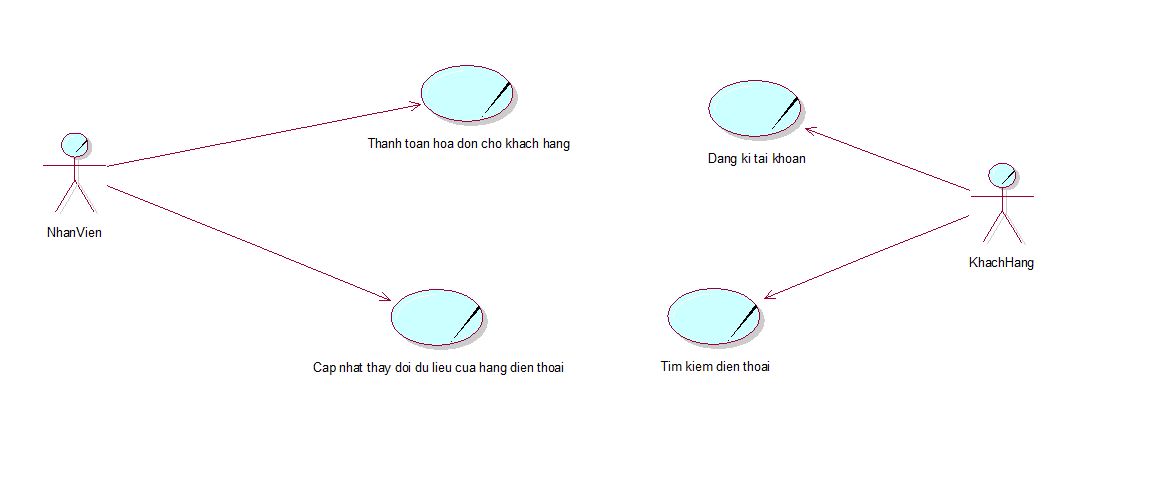 Thanh toan hoa don cho khach hang
Dang ki tai khoan
NhanVien
KhachHang
Cap nhat thay doi du lieu cua hang dien thoai
Tim kiem dien thoai